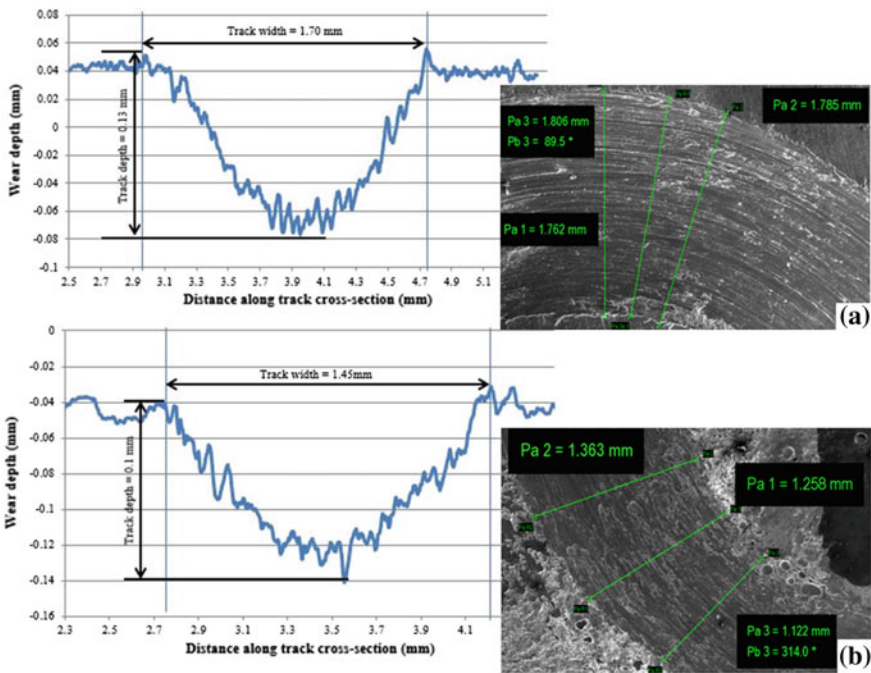 0.08
0.06
0.04
0.02
0
-0.02
-0.04
-0.06
-0.08
-0.1
Wear depth (mm)
Track width = 1.70 mm
Track depth = 0.13 mm
2.5 2.7 2.9 3.1 3.3 3.5 3.7 3.9 4.1 4.3 4.5 4.7 4.9 5.1
Distance along track cross-section (mm)
Pa 3 = 1.806 mm
Pb 3 = 89.5 °
Pa 2 = 1.785 mm
Pa 1 = 1.762 mm
(a)
0
-0.02
-0.04
-0.06
-0.08
-0.1
-0.12
-0.14
-0.16
Wear depth (mm)
Track width = 1.45mm
Track depth = 0.1 mm
2.3 2.5 2.7 2.9 3.1 3.3 3.5 3.7 3.9 4.1
Distance along track cross-section (mm)
Pa 2 = 1.363 mm
Pa 1 = 1.258 mm
Pa 3 = 1.122 mm
Pb 3 = 314.0 °
(b)